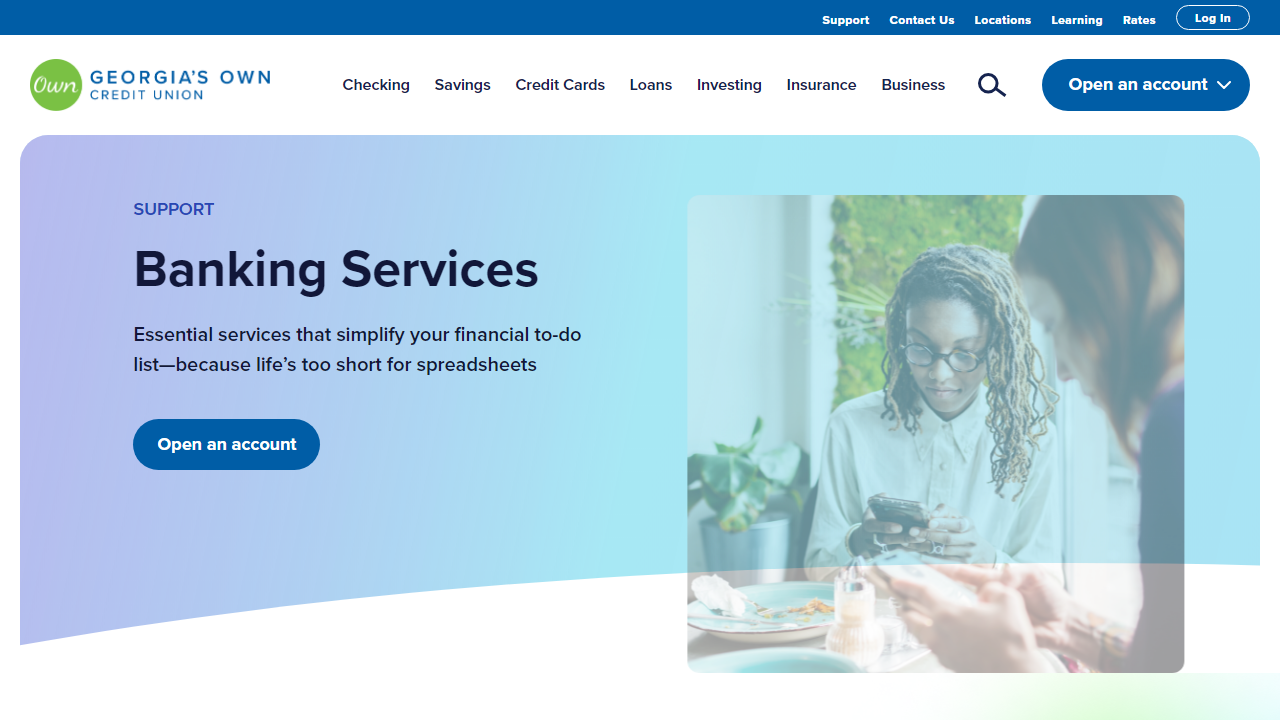 Support Contact Us Locations Learning Rates Log In
Own GEORGIA'S OWN
CREDIT UNION
Checking Savings Credit Cards Loans Investing Insurance Business Open an account
SUPPORT
Banking Services
Essential services that simplify your financial to-do
list—because life’s too short for spreadsheets
Open an account